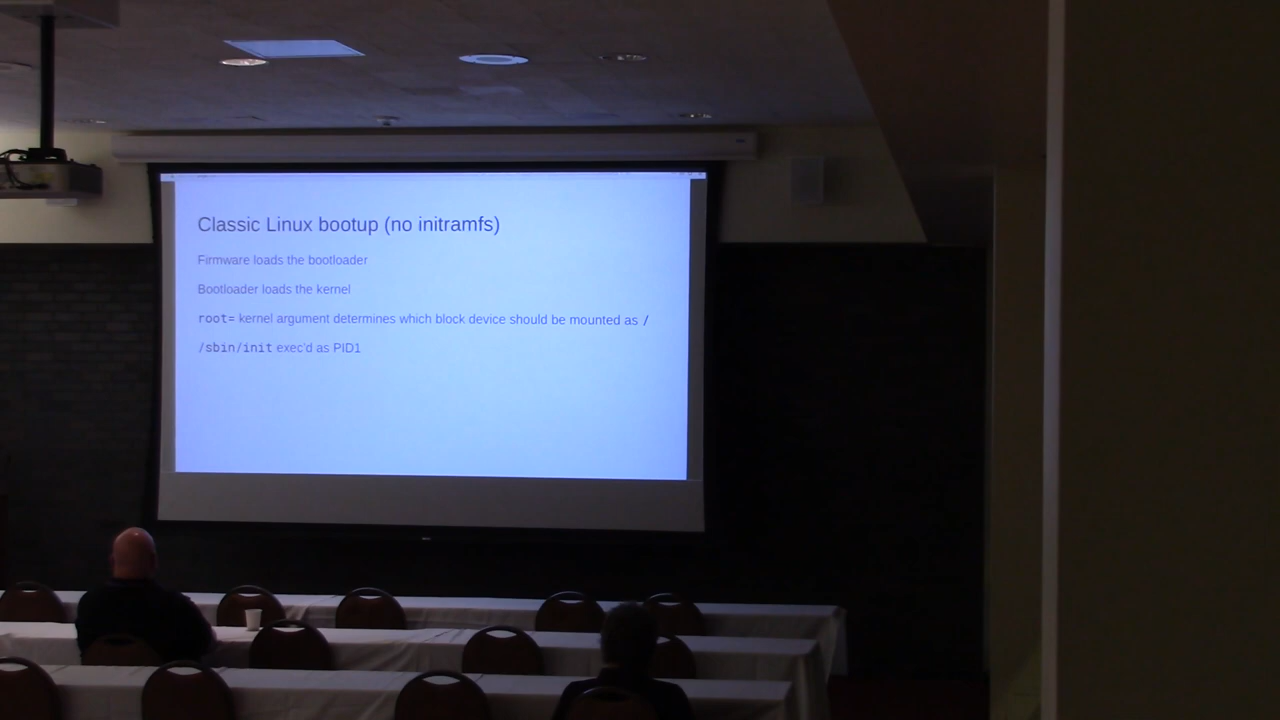 Classic Linux bootup (no initramfs)
Firmware loads the bootloader
Bootloader loads the kernel
root= kernel argument determines which block device should be mounted as /
/sbin/init exec'd as PID1